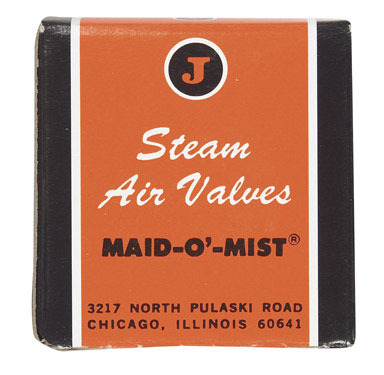 J
Steam
Air Valves
MAID-O'-MIST®
3217 NORTH PULASKI ROAD
CHICAGO, ILLINOIS 60641